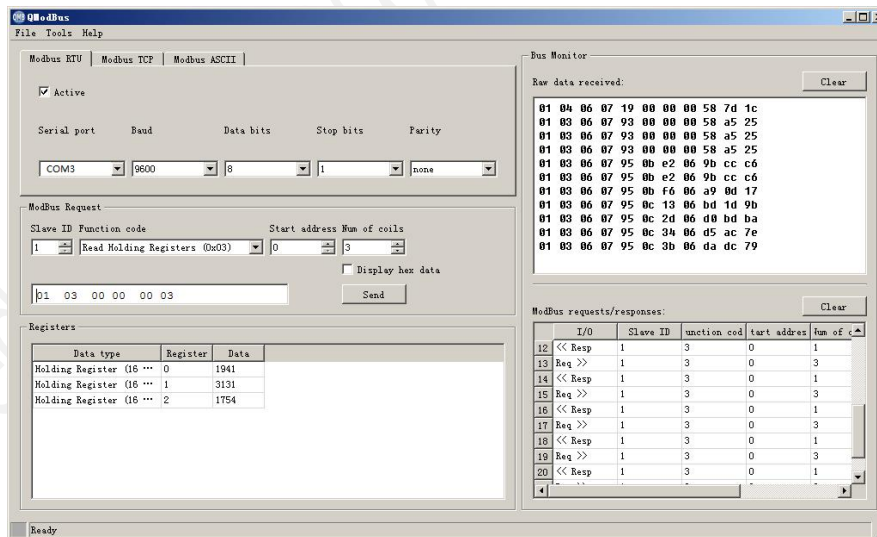 QModBus
File Tools Help
Modbus RTU Modbus TCP Modbus ASCII
Active
Serial port Baud Data bits Stop bits Parity
COM3 9600 8 1 none
ModBus Request
Slave ID Function code Start address Num of coils
1 Read Holding Registers (0x03) 0 3
Display hex data
01 03 00 00 00 03 Send
Registers
Data type Register Data
Holding Register (16 ··· 0 1941
Holding Register (16 ··· 1 3131
Holding Register (16 ··· 2 1754
Bus Monitor
Raw data received: Clear
01 04 06 07 19 00 00 00 58 7d 1c
01 03 06 07 93 00 00 00 58 a5 25
01 03 06 07 93 00 00 00 58 a5 25
01 03 06 07 93 00 00 00 58 a5 25
01 03 06 07 95 0b e2 06 9b cc c6
01 03 06 07 95 0b e2 06 9b cc c6
01 03 06 07 95 0b f6 06 a9 0d 17
01 03 06 07 95 0c 13 06 bd 1d 9b
01 03 06 07 95 0c 2d 06 d0 bd ba
01 03 06 07 95 0c 34 06 d5 ac 7e
01 03 06 07 95 0c 3b 06 da dc 79
ModBus requests/responses: Clear
I/O Slave ID unction cod tart addres Num of c
12 << Resp 1 3 0 1
13 Req >> 1 3 0 3
14 << Resp 1 3 0 1
15 Req >> 1 3 0 3
16 << Resp 1 3 0 1
17 Req >> 1 3 0 3
18 << Resp 1 3 0 1
19 Req >> 1 3 0 3
20 << Resp 1 3 0 1
Ready